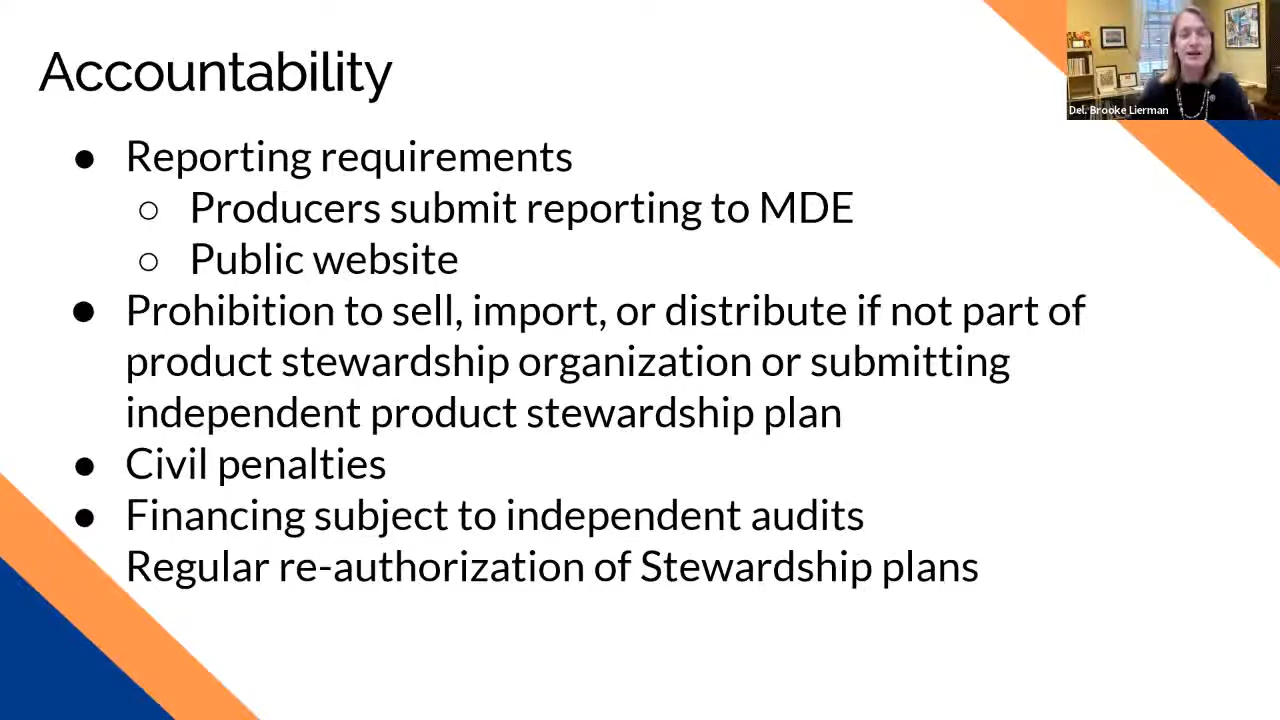 Accountability
Del. Brooke Lierman
● Reporting requirements
○ Producers submit reporting to MDE
○ Public website
● Prohibition to sell, import, or distribute if not part of
product stewardship organization or submitting
independent product stewardship plan
● Civil penalties
● Financing subject to independent audits
Regular re-authorization of Stewardship plans